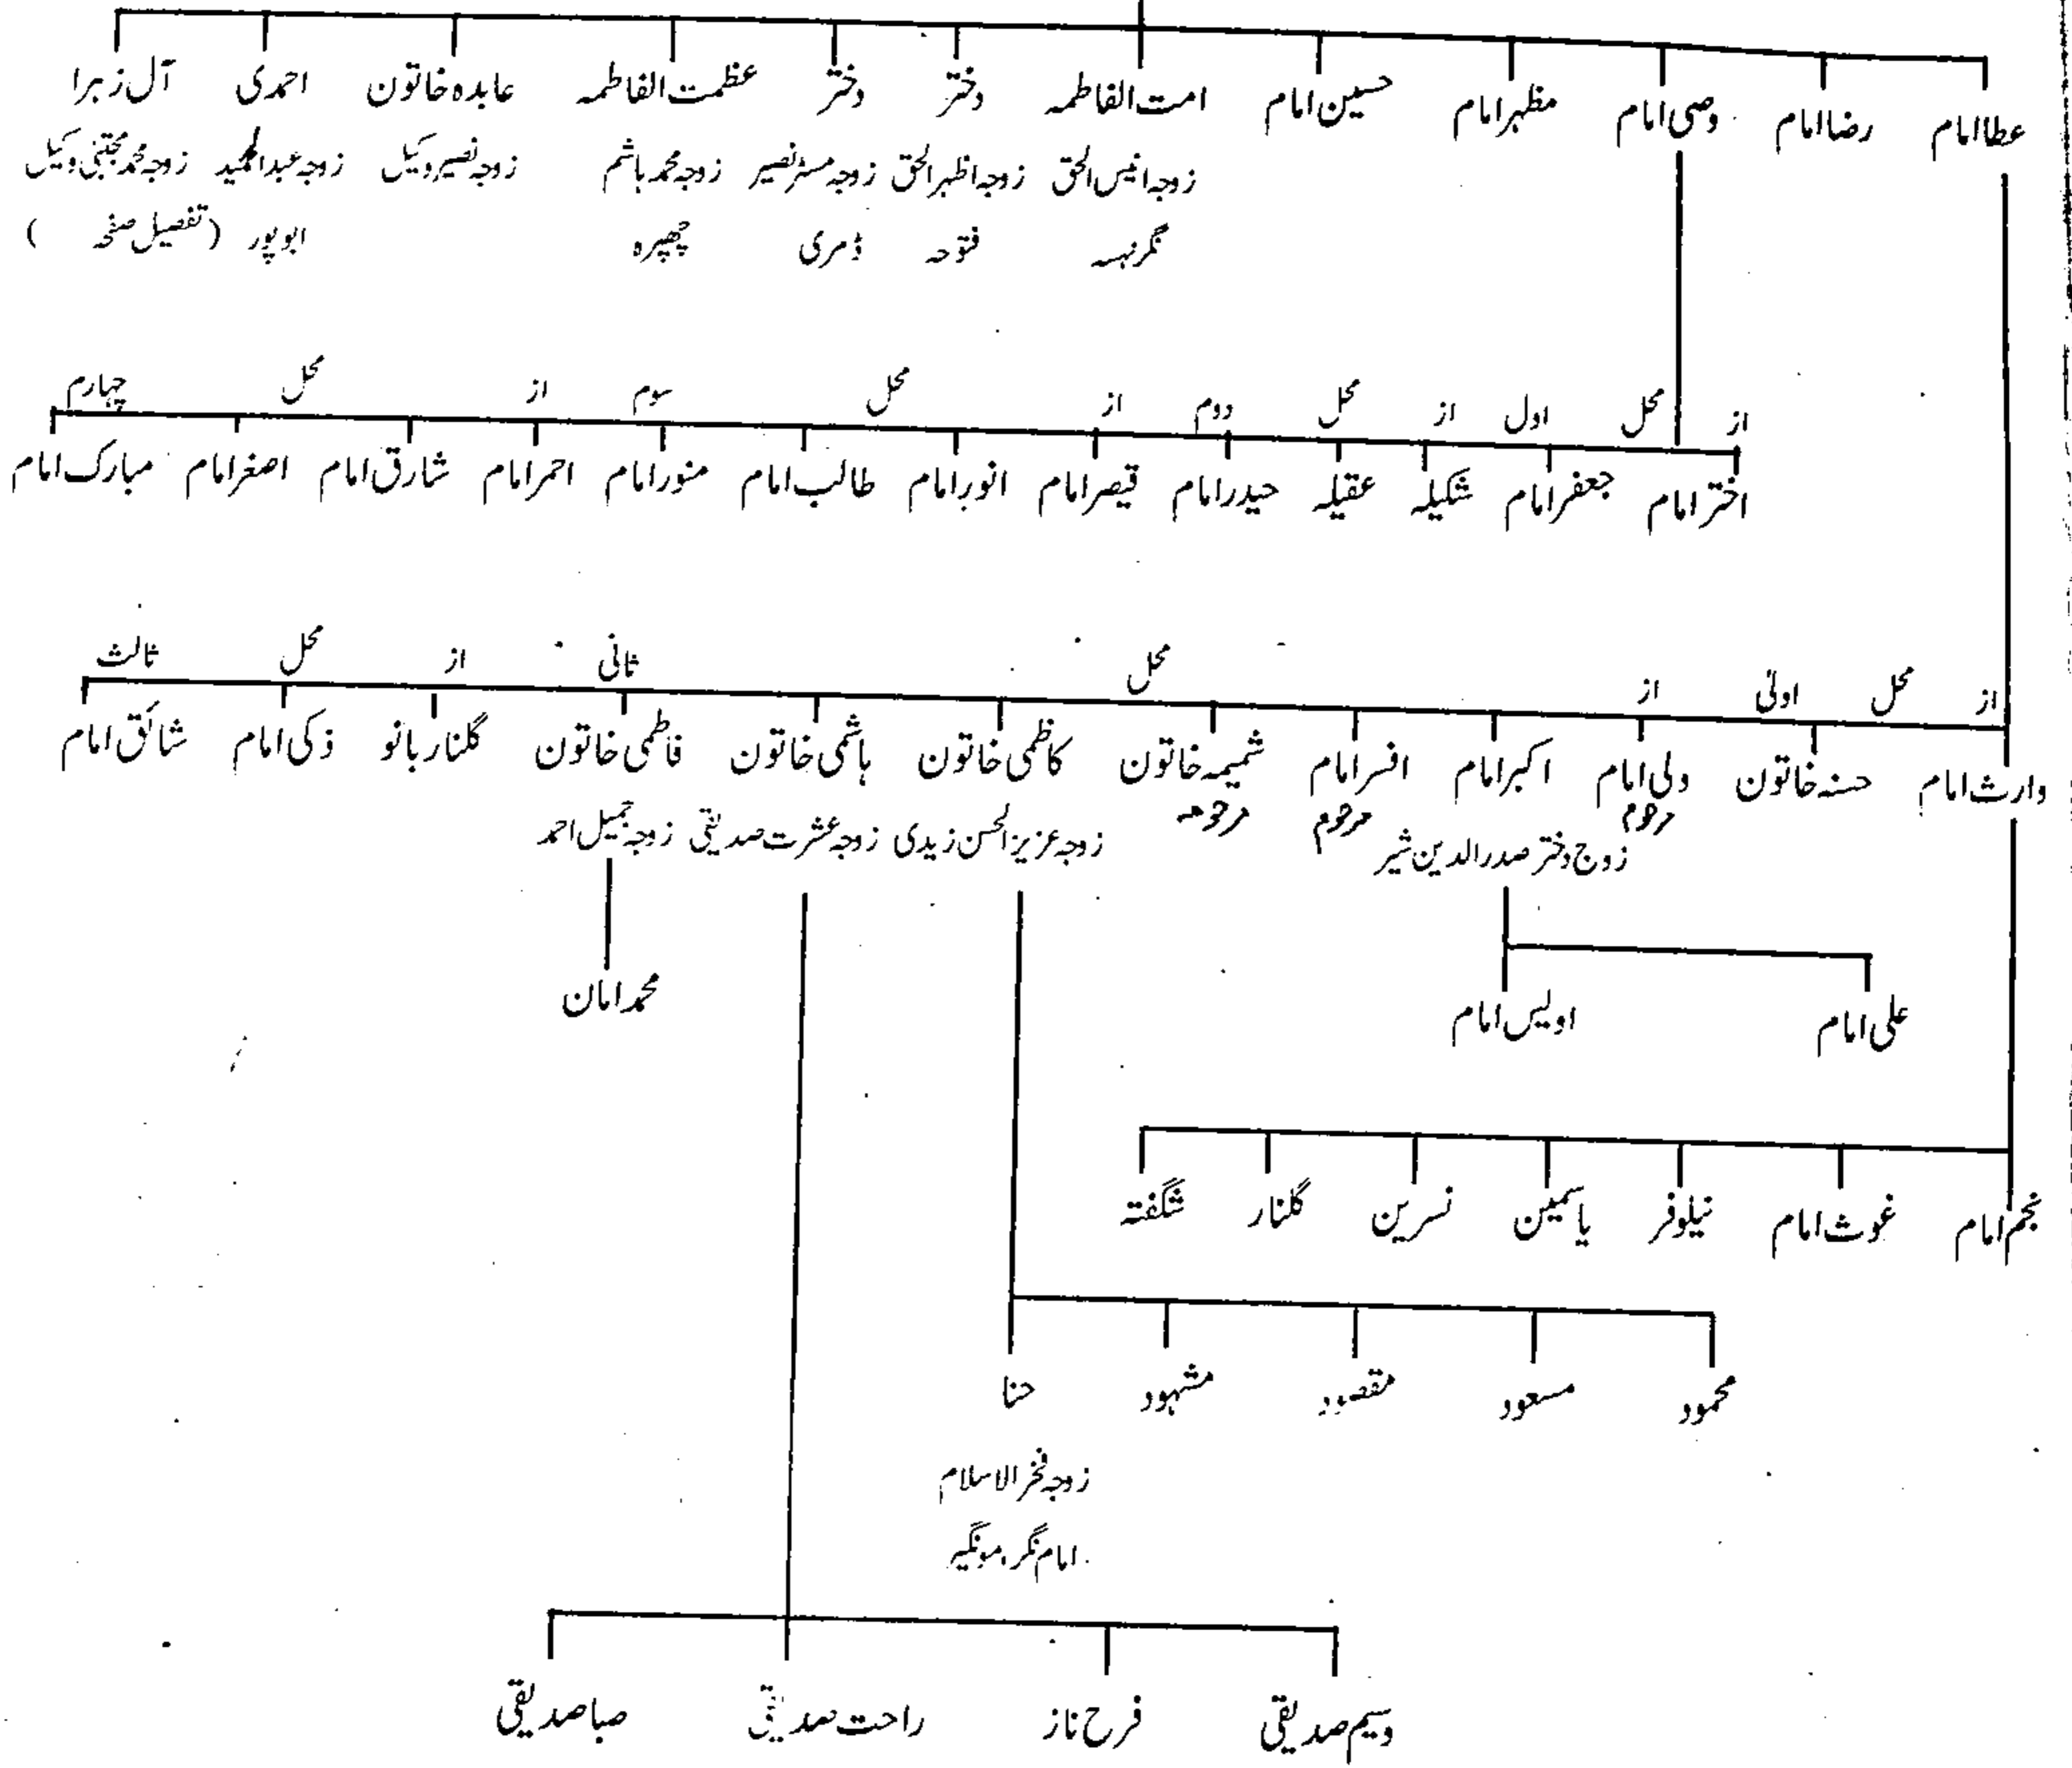 عطا امام رضا امام وصی امام مظہر امام حسین امام امت الفاطمہ دختر دختر عظمت الفاطمہ عابدہ خاتون احمدی آل زہرا
زوجہ انیس الحق زوجہ اظہر الحق زوجہ مسٹر نصیر زوجہ محمد ہاشم زوجہ نصیر وکیل زوجہ عبدالحمید زوجہ محمد مجتبیٰ وکیل
نگرنہسہ فتوحہ ڈمری چھپرہ ابوپور (تفصیل صفحہ )
از محل اول از محل دوم از محل سوم از محل چہارم
اختر امام جعفر امام شکیلہ عقیلہ حیدر امام قیصر امام انور امام طالب امام منور امام احمر امام شارق امام اصغر امام مبارک امام
از محل اولیٰ از محل ثانی از محل ثالث
وارث امام حسنہ خاتون ولی امام اکبر امام افسر امام شمیمہ خاتون کاظمی خاتون ہاشمی خاتون فاطمی خاتون گلنار بانو ذکی امام شائق امام
مرحوم مرحوم مرحومہ
زوج دختر صدر الدین شیر زوجہ عزیز الحسن زیدی زوجہ عشرت صدیقی زوجہ جمیل احمد
علی امام اویس امام محمد امان
نجم امام غوث امام نیلوفر یاسمین نسرین گلنار شگفتہ
محمود مسعود مقصود مشہود حنا
زوجہ فخر الاسلام
امام نگر، مونگیر
وسیم صدیقی فرح ناز راحت صدیقی صبا صدیقی